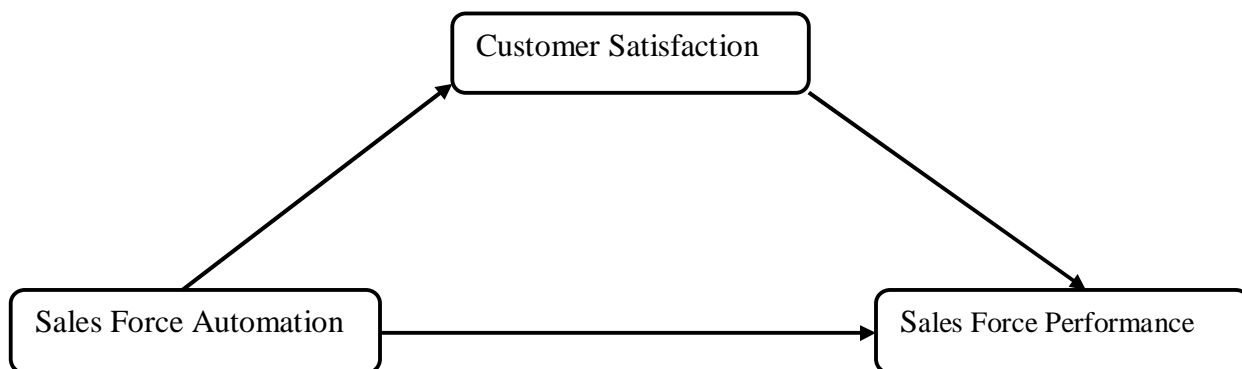 Customer Satisfaction
Sales Force Automation
Sales Force Performance